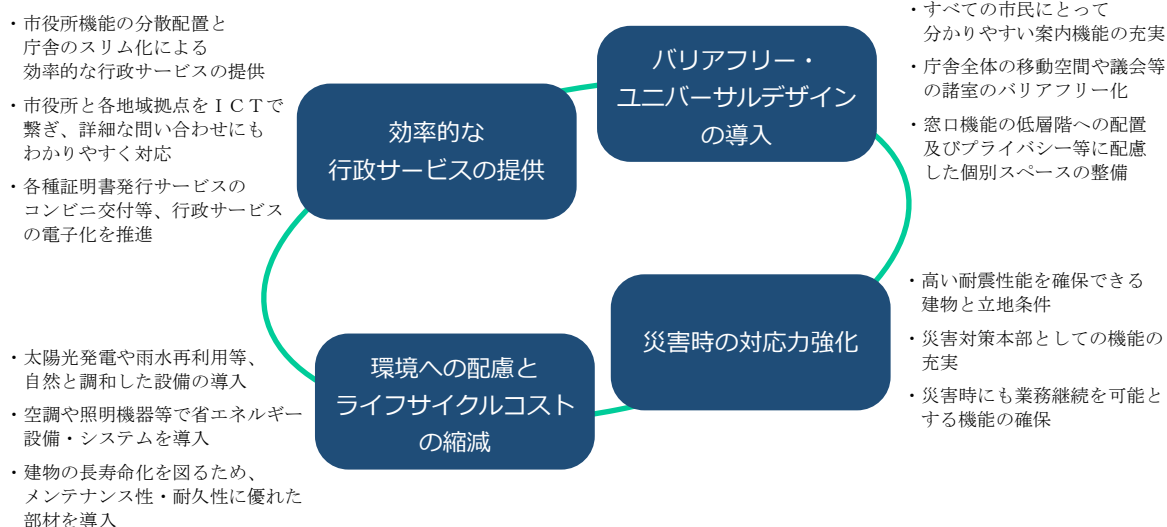 ・市役所機能の分散配置と
庁舎のスリム化による
効率的な行政サービスの提供
・市役所と各地域拠点をＩＣＴで
繋ぎ、詳細な問い合わせにも
わかりやすく対応
・各種証明書発行サービスの
コンビニ交付等、行政サービス
の電子化を推進
効率的な
行政サービスの提供
バリアフリー・
ユニバーサルデザイン
の導入
・すべての市民にとって
分かりやすい案内機能の充実
・庁舎全体の移動空間や議会等
の諸室のバリアフリー化
・窓口機能の低層階への配置
及びプライバシー等に配慮
した個別スペースの整備
・太陽光発電や雨水再利用等、
自然と調和した設備の導入
・空調や照明機器等で省エネルギー
設備・システムを導入
・建物の長寿命化を図るため、
メンテナンス性・耐久性に優れた
部材を導入
環境への配慮と
ライフサイクルコスト
の縮減
災害時の対応力強化
・高い耐震性能を確保できる
建物と立地条件
・災害対策本部としての機能の
充実
・災害時にも業務継続を可能と
する機能の確保